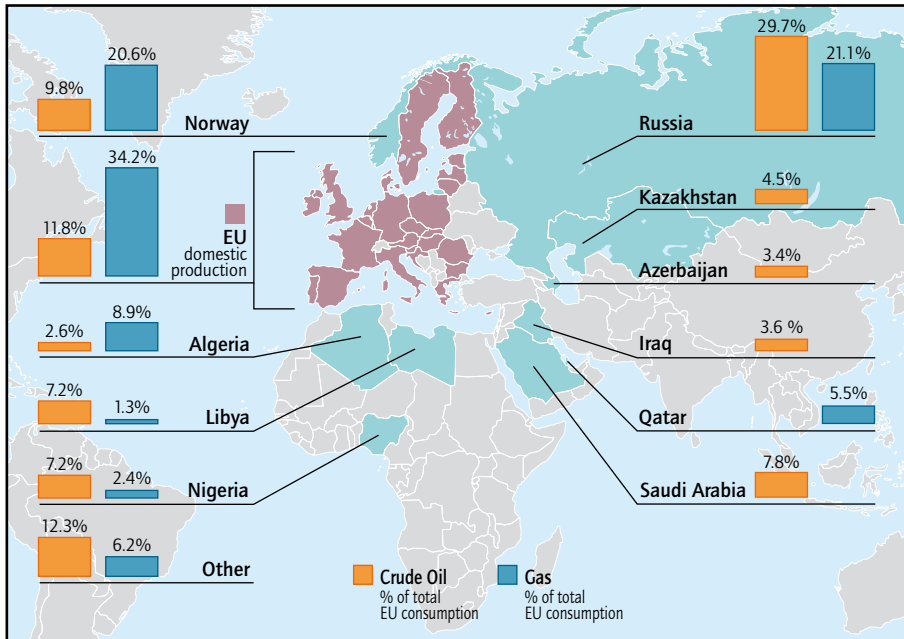 9.8%
20.6%
Norway
11.8%
34.2%
EU
domestic
production
2.6%
8.9%
Algeria
7.2%
1.3%
Libya
7.2%
2.4%
Nigeria
12.3%
6.2%
Other
29.7%
21.1%
Russia
4.5%
Kazakhstan
3.4%
Azerbaijan
3.6 %
Iraq
5.5%
Qatar
7.8%
Saudi Arabia
Crude Oil
% of total
EU consumption
Gas
% of total
EU consumption